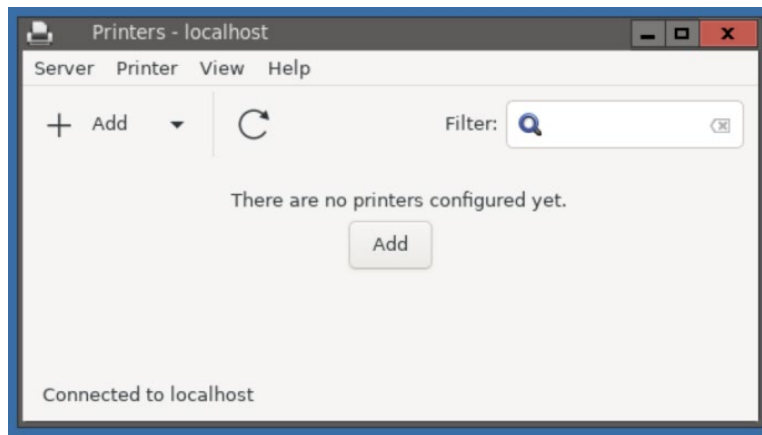 Printers - localhost
Server Printer View Help
Add Filter:
There are no printers configured yet.
Add
Connected to localhost